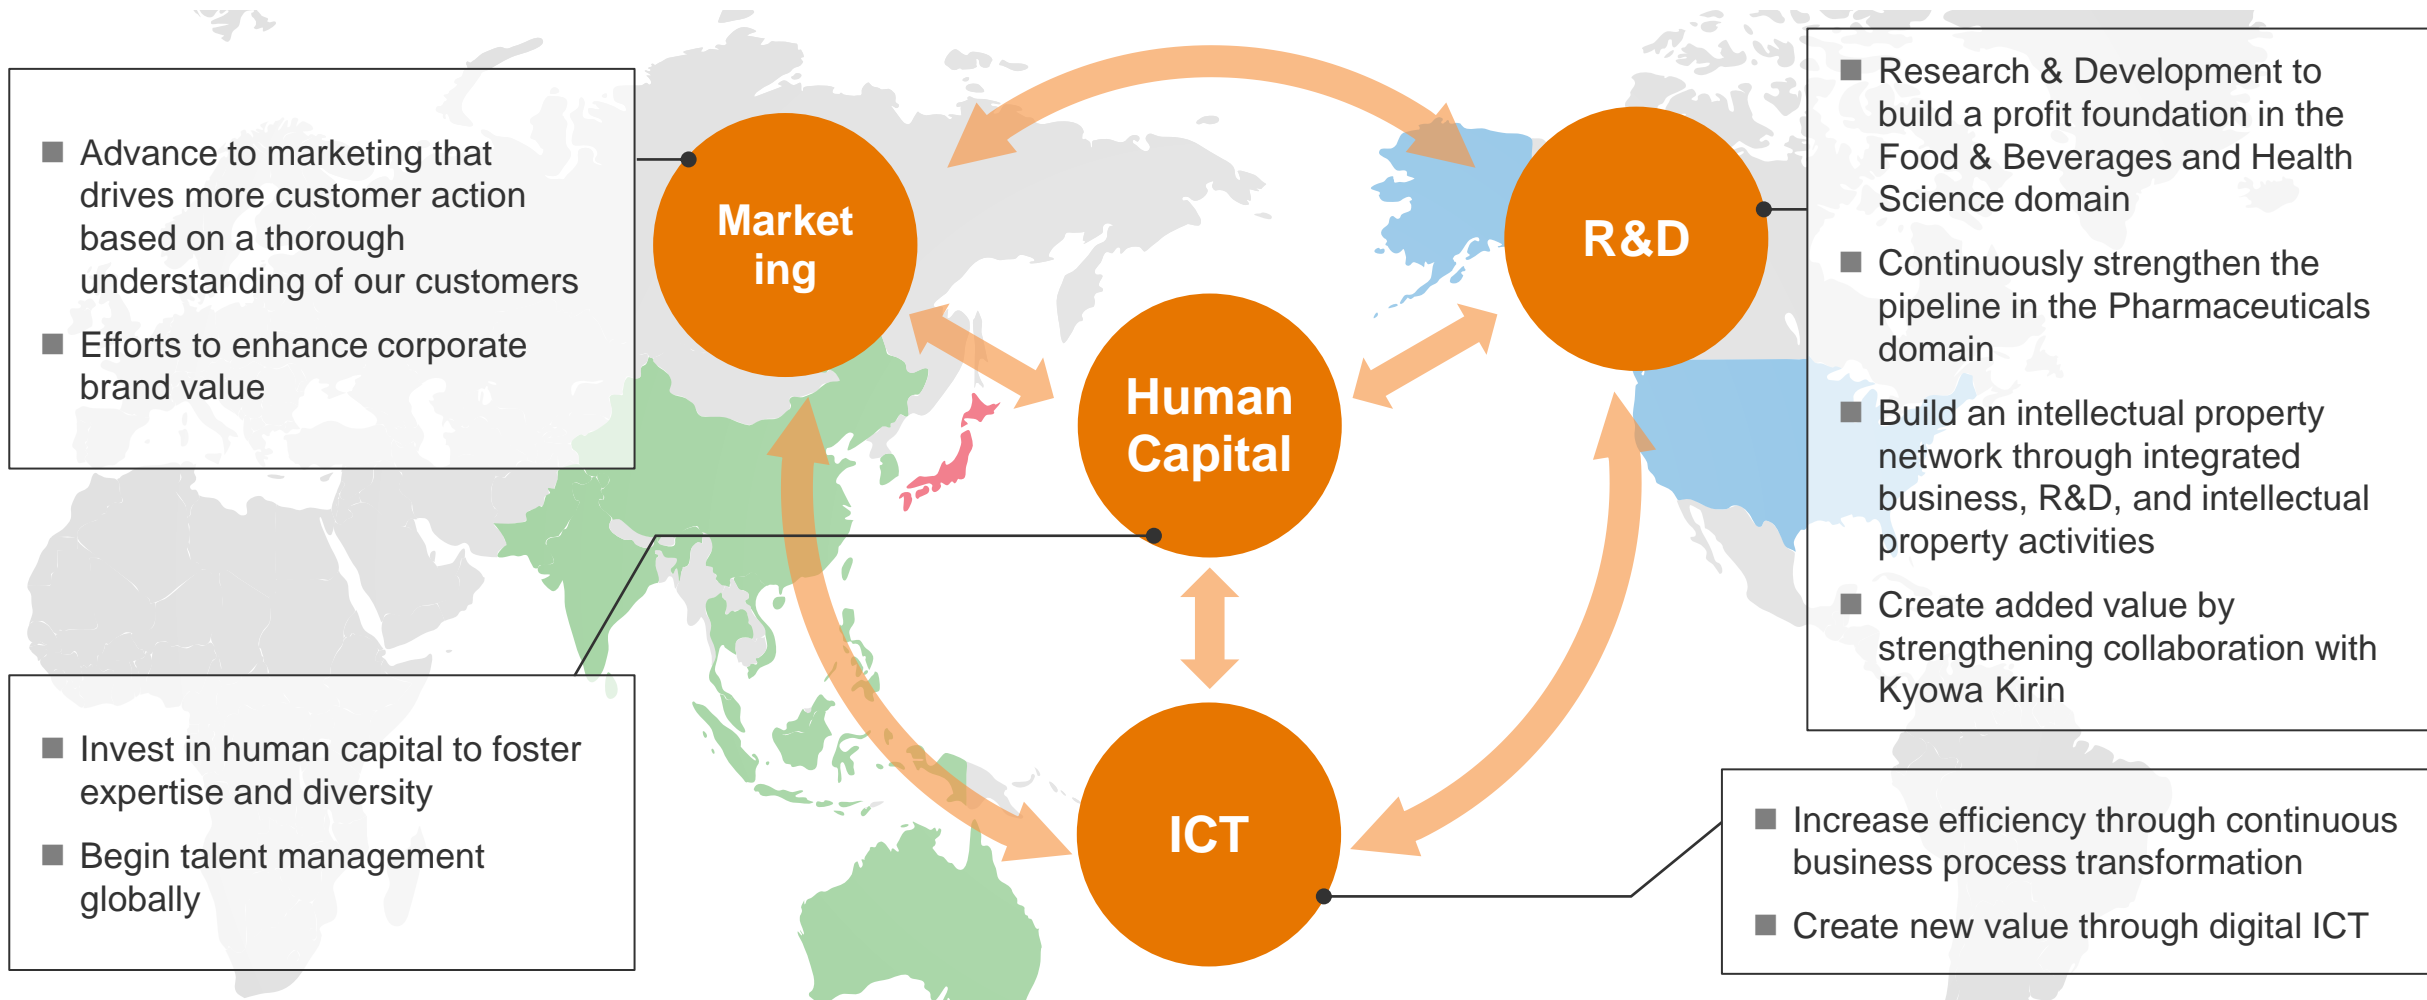 ■ Advance to marketing that
drives more customer action
based on a thorough
understanding of our customers
■ Efforts to enhance corporate
brand value
Market
ing
R&D
■ Research & Development to
build a profit foundation in the
Food & Beverages and Health
Science domain
■ Continuously strengthen the
pipeline in the Pharmaceuticals
domain
■ Build an intellectual property
network through integrated
business, R&D, and intellectual
property activities
■ Create added value by
strengthening collaboration with
Kyowa Kirin
Human
Capital
■ Invest in human capital to foster
expertise and diversity
■ Begin talent management
globally
ICT
■ Increase efficiency through continuous
business process transformation
■ Create new value through digital ICT